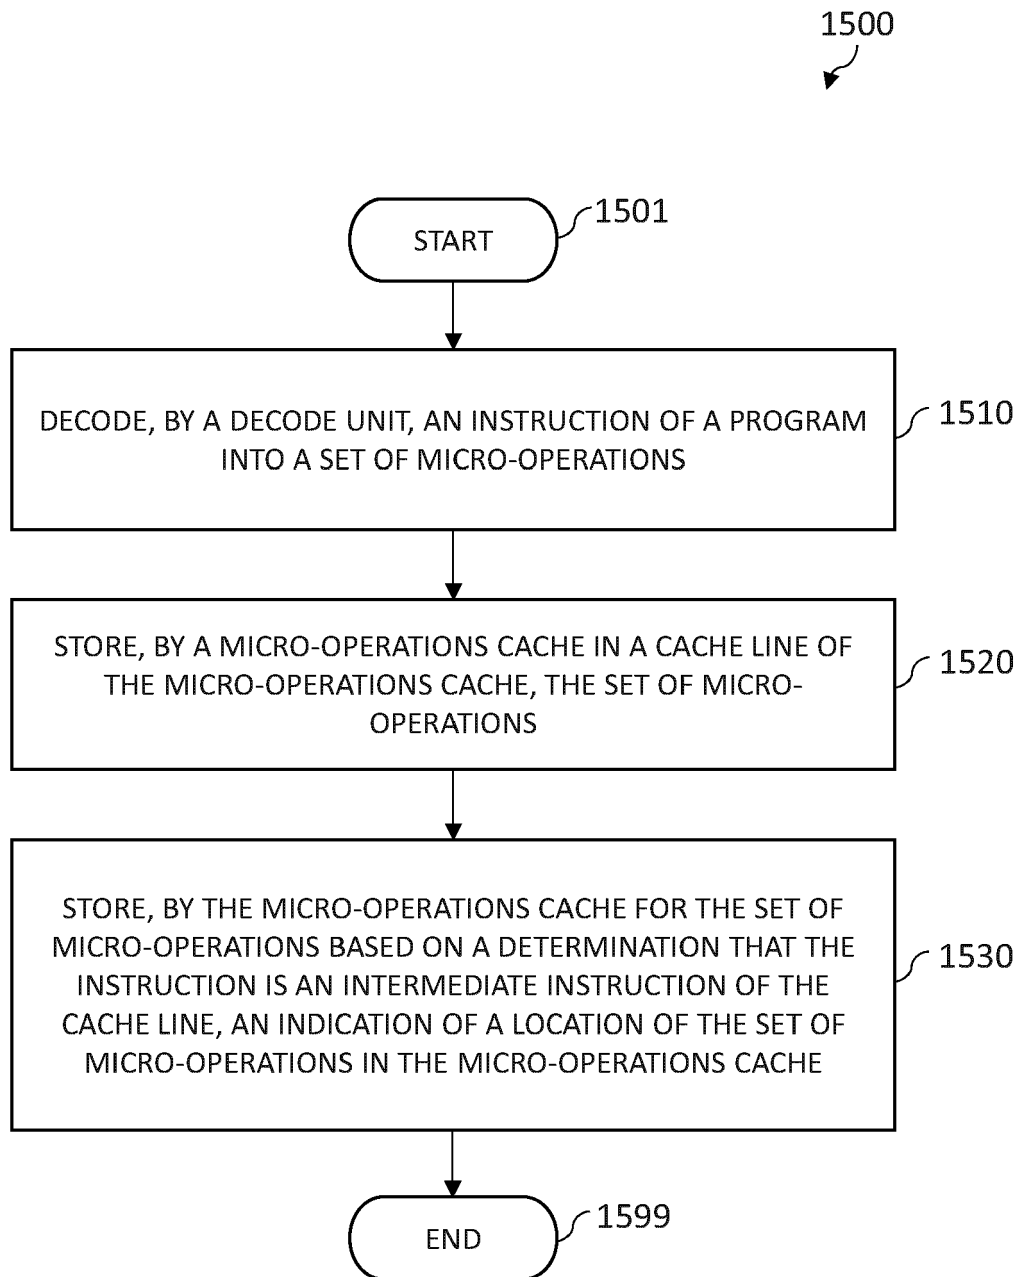 1500
START
1501
DECODE, BY A DECODE UNIT, AN INSTRUCTION OF A PROGRAM
INTO A SET OF MICRO-OPERATIONS
1510
STORE, BY A MICRO-OPERATIONS CACHE IN A CACHE LINE OF
THE MICRO-OPERATIONS CACHE, THE SET OF MICRO-
OPERATIONS
1520
STORE, BY THE MICRO-OPERATIONS CACHE FOR THE SET OF
MICRO-OPERATIONS BASED ON A DETERMINATION THAT THE
INSTRUCTION IS AN INTERMEDIATE INSTRUCTION OF THE
CACHE LINE, AN INDICATION OF A LOCATION OF THE SET OF
MICRO-OPERATIONS IN THE MICRO-OPERATIONS CACHE
1530
END
1599